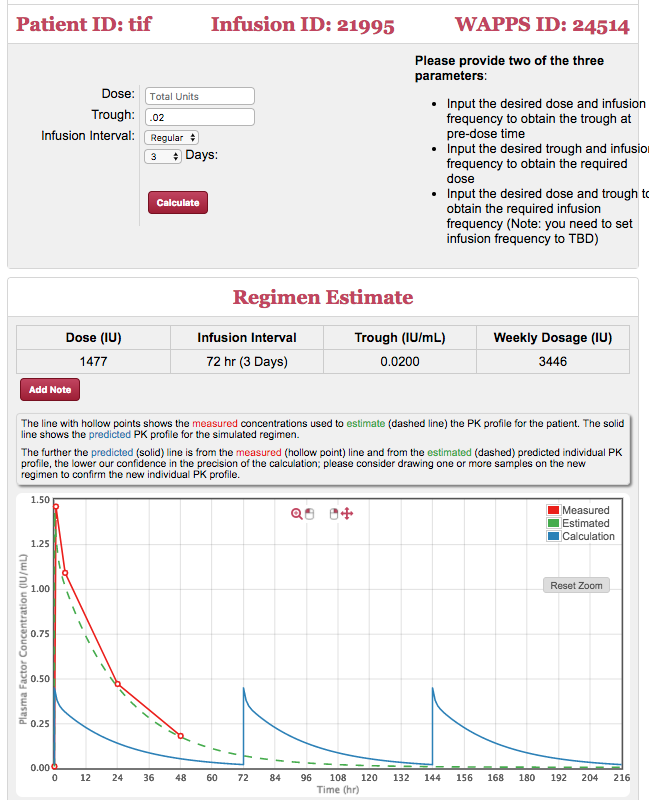 Patient ID: tif Infusion ID: 21995 WAPPS ID: 24514
Dose: Total Units
Trough: .02
Infusion Interval: Regular
3 Days:
Calculate
Please provide two of the three
parameters:
• Input the desired dose and infusion
frequency to obtain the trough at
pre-dose time
• Input the desired trough and infusion
frequency to obtain the required
dose
• Input the desired dose and trough to
obtain the required infusion
frequency (Note: you need to set
infusion frequency to TBD)
Regimen Estimate
Dose (IU) Infusion Interval Trough (IU/mL) Weekly Dosage (IU)
1477 72 hr (3 Days) 0.0200 3446
Add Note
The line with hollow points shows the measured concentrations used to estimate (dashed line) the PK profile for the patient. The solid
line shows the predicted PK profile for the simulated regimen.
The further the predicted (solid) line is from the measured (hollow point) line and from the estimated (dashed) predicted individual PK
profile, the lower our confidence in the precision of the calculation; please consider drawing one or more samples on the new
regimen to confirm the new individual PK profile.
Measured
Estimated
Calculation
Reset Zoom
Plasma Factor Concentration (IU/mL)
1.50
1.25
1.00
0.75
0.50
0.25
0.00
0 12 24 36 48 60 72 84 96 108 120 132 144 156 168 180 192 204 216
Time (hr)